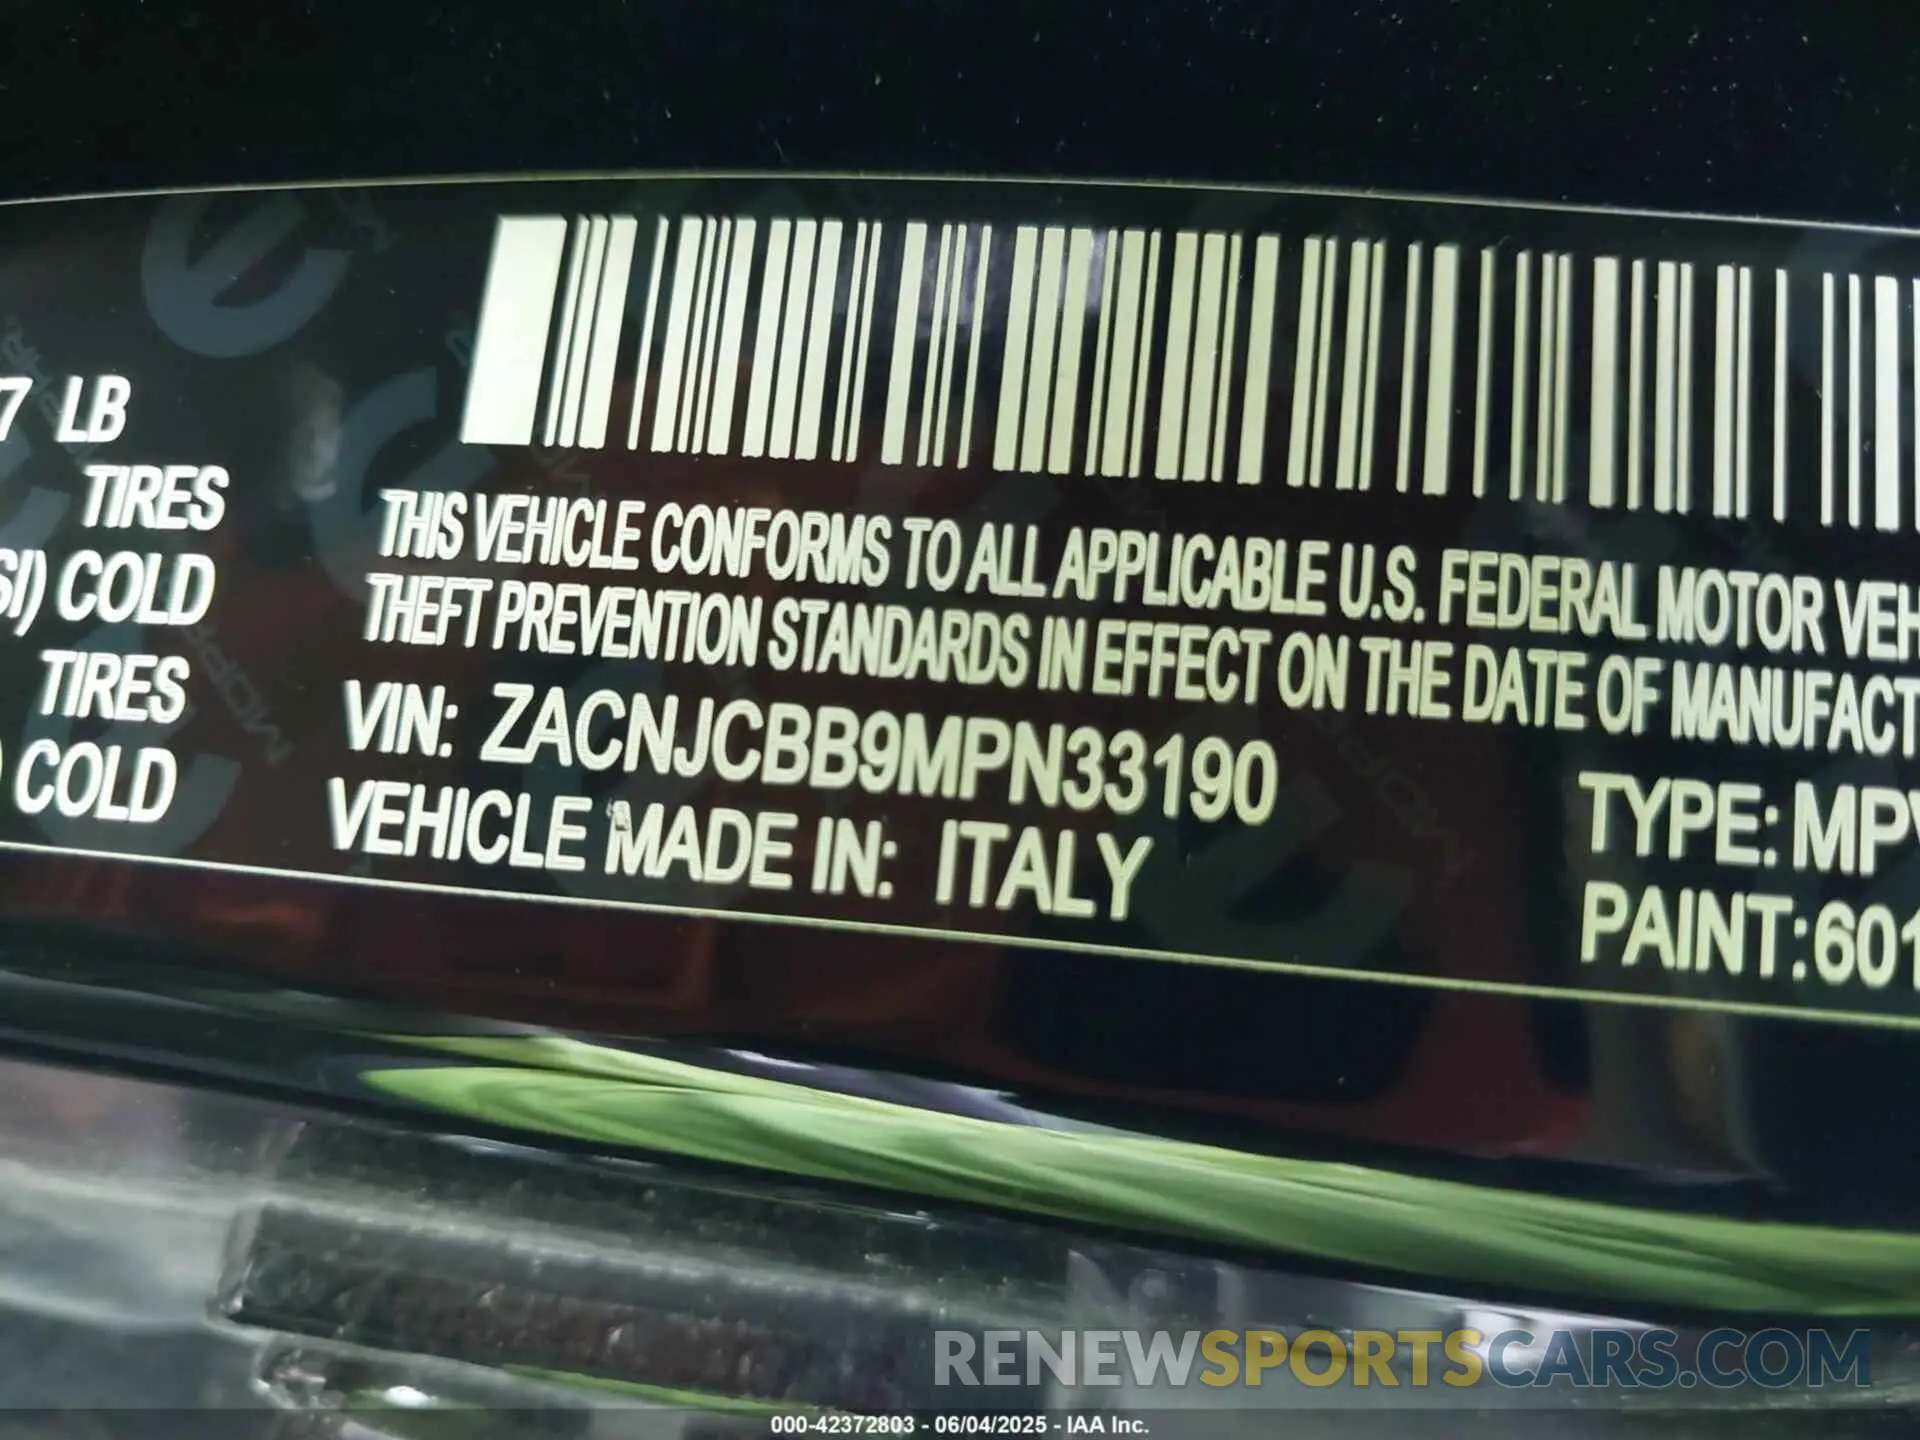 7 LB
TIRES
SI) COLD
TIRES
) COLD
THIS VEHICLE CONFORMS TO ALL APPLICABLE U.S. FEDERAL MOTOR VEH
THEFT PREVENTION STANDARDS IN EFFECT ON THE DATE OF MANUFACT
VIN: ZACNJCBB9MPN33190
VEHICLE MADE IN: ITALY
TYPE: MPV
PAINT: 601
MOPAR
RENEWSPORTSCARS.COM
000-42372803 - 06/04/2025 - IAA Inc.